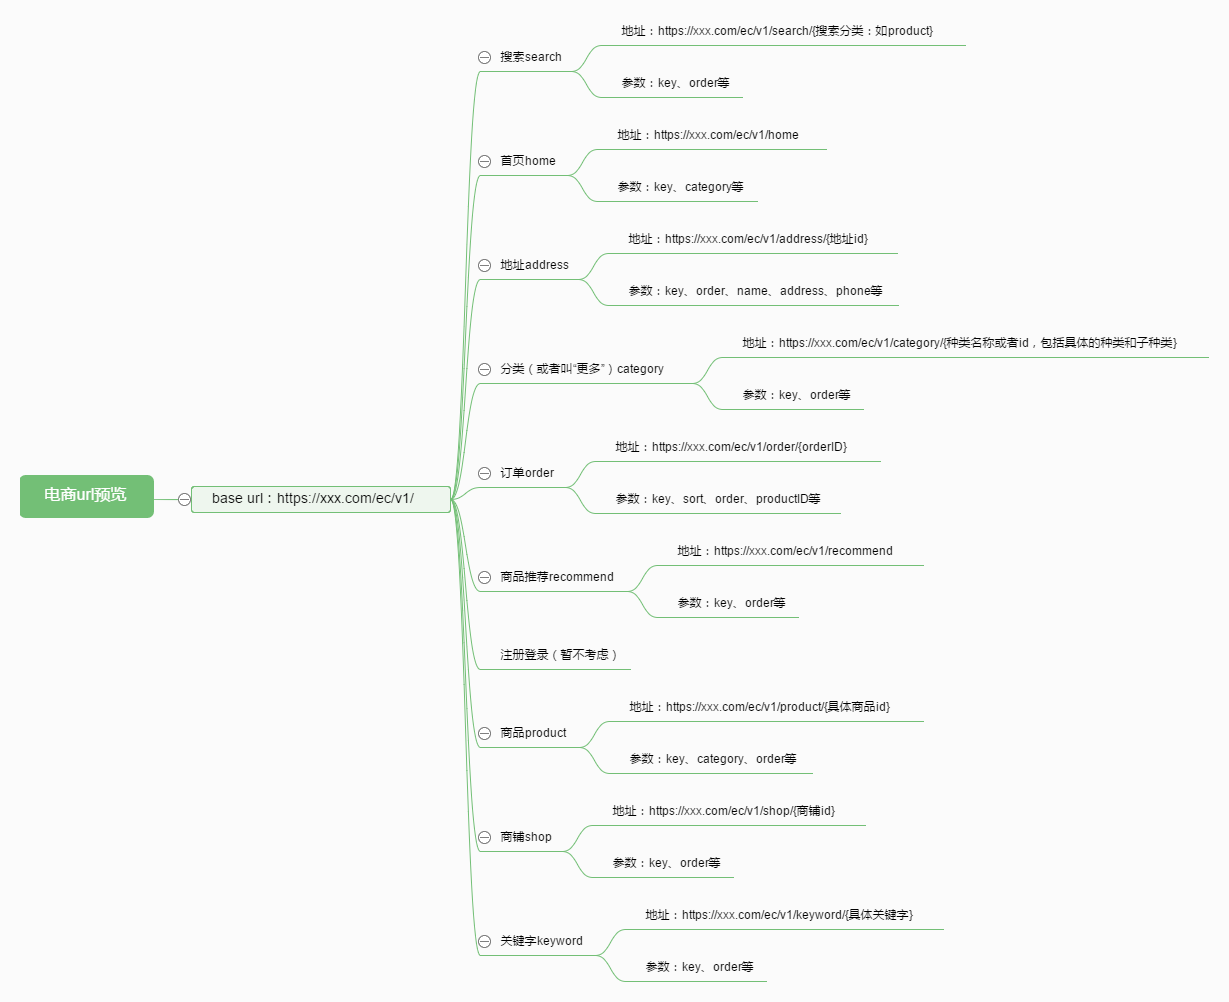 电商url预览
base url：https://xxx.com/ec/v1/
搜索search
地址：https://xxx.com/ec/v1/search/{搜索分类：如product}
参数：key、order等
首页home
地址：https://xxx.com/ec/v1/home
参数：key、category等
地址address
地址：https://xxx.com/ec/v1/address/{地址id}
参数：key、order、name、address、phone等
分类（或者叫“更多”）category
地址：https://xxx.com/ec/v1/category/{种类名称或者id，包括具体的种类和子种类}
参数：key、order等
订单order
地址：https://xxx.com/ec/v1/order/{orderID}
参数：key、sort、order、productID等
商品推荐recommend
地址：https://xxx.com/ec/v1/recommend
参数：key、order等
注册登录（暂不考虑）
商品product
地址：https://xxx.com/ec/v1/product/{具体商品id}
参数：key、category、order等
商铺shop
地址：https://xxx.com/ec/v1/shop/{商铺id}
参数：key、order等
关键字keyword
地址：https://xxx.com/ec/v1/keyword/{具体关键字}
参数：key、order等